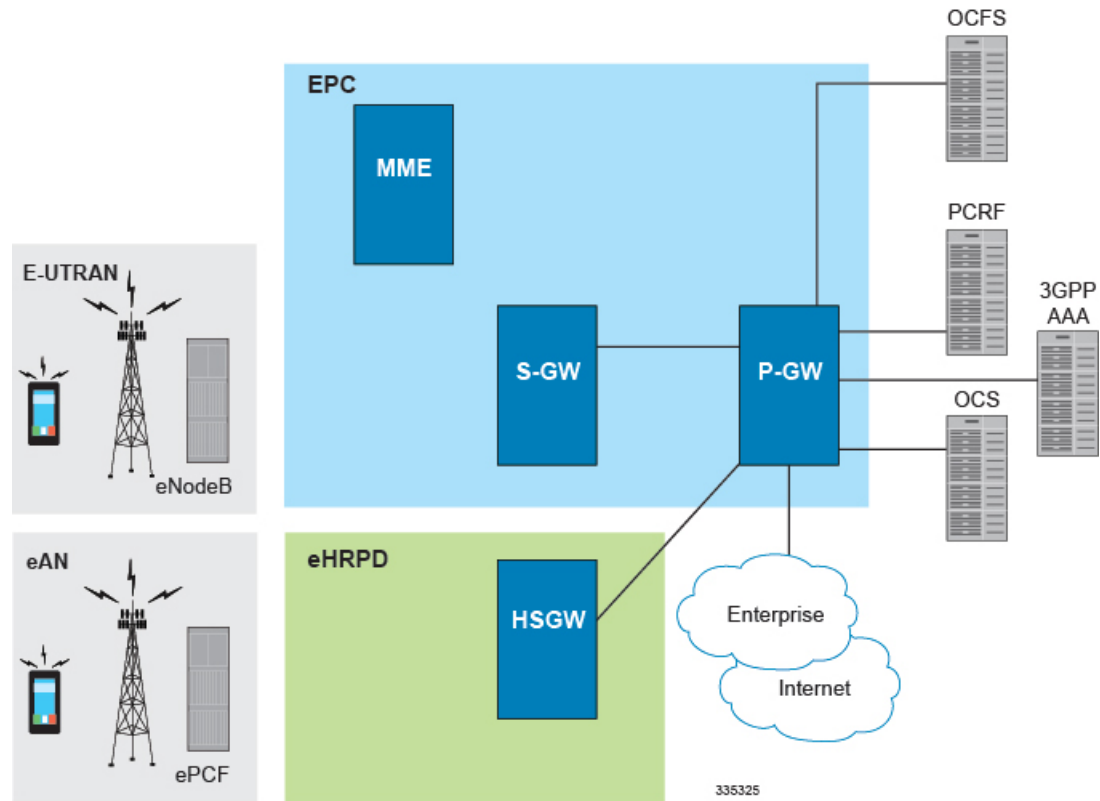 OCFS
EPC
MME
PCRF
E-UTRAN
3GPP
AAA
S-GW
P-GW
OCS
eNodeB
eAN
eHRPD
HSGW
Enterprise
Internet
ePCF
335325